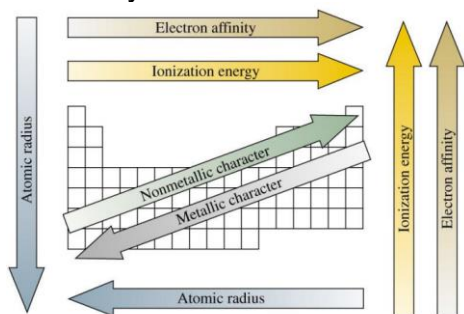 Electron affinity
Ionization energy
Atomic radius
Nonmetallic character
Metallic character
Ionization energy
Electron affinity
Atomic radius